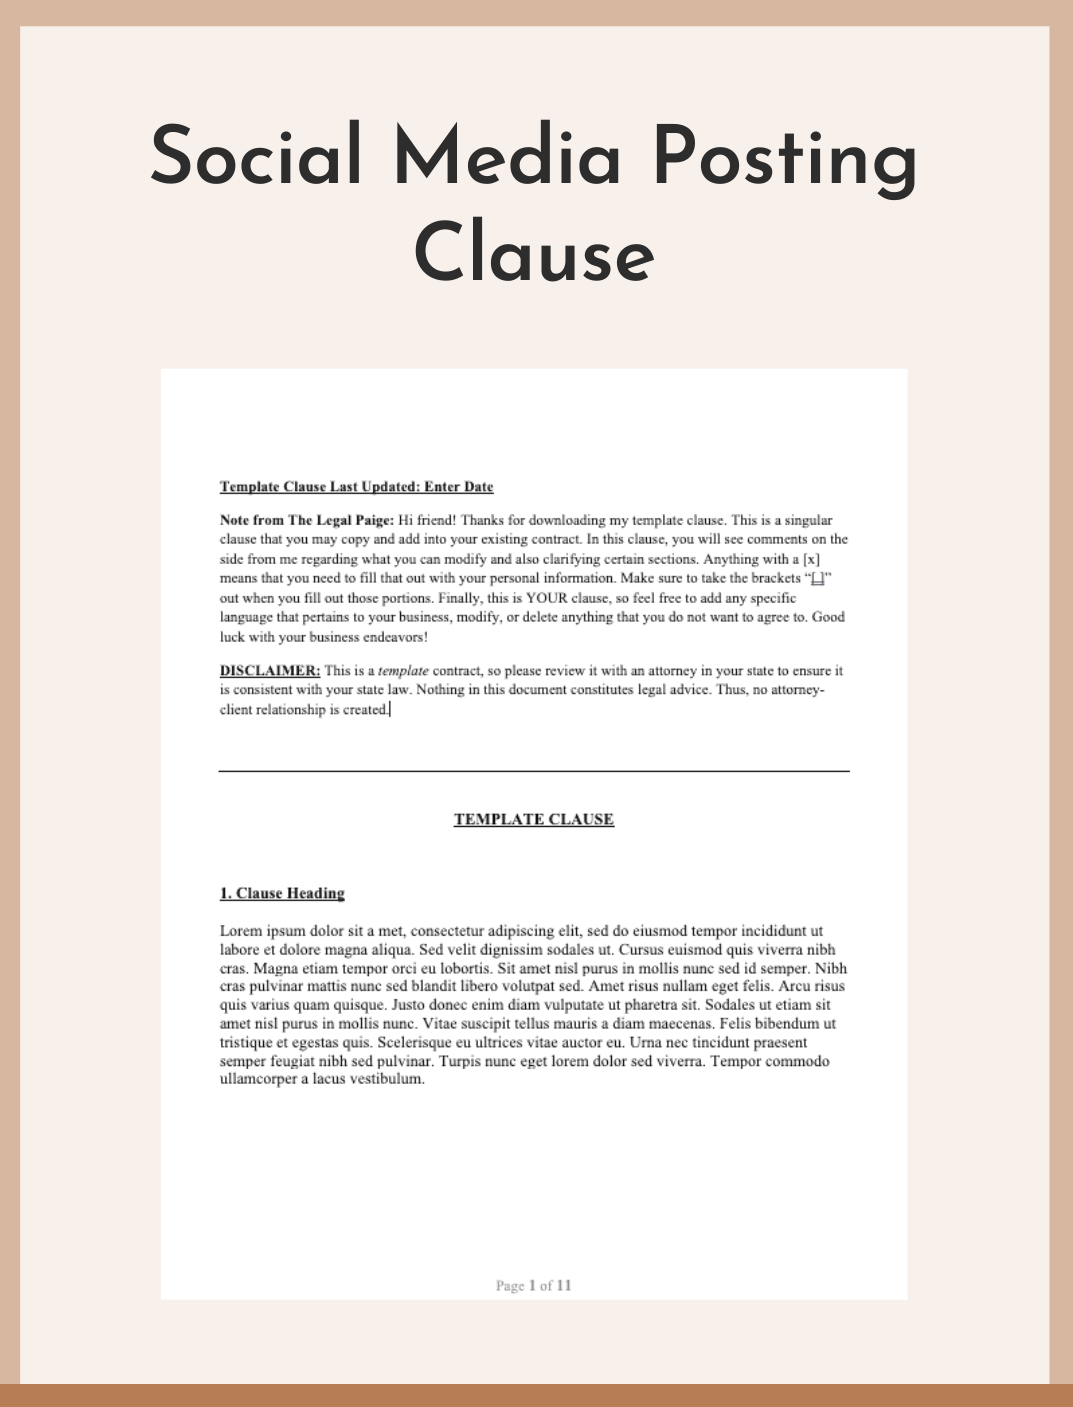 Social Media Posting
Clause
Template Clause Last Updated: Enter Date
Note from The Legal Paige: Hi friend! Thanks for downloading my template clause. This is a singular
clause that you may copy and add into your existing contract. In this clause, you will see comments on the
side from me regarding what you can modify and also clarifying certain sections. Anything with a [x]
means that you need to fill that out with your personal information. Make sure to take the brackets “[_]”
out when you fill out those portions. Finally, this is YOUR clause, so feel free to add any specific
language that pertains to your business, modify, or delete anything that you do not want to agree to. Good
luck with your business endeavors!
DISCLAIMER: This is a template contract, so please review it with an attorney in your state to ensure it
is consistent with your state law. Nothing in this document constitutes legal advice. Thus, no attorney-
client relationship is created.
TEMPLATE CLAUSE
1. Clause Heading
Lorem ipsum dolor sit a met, consectetur adipiscing elit, sed do eiusmod tempor incididunt ut
labore et dolore magna aliqua. Sed velit dignissim sodales ut. Cursus euismod quis viverra nibh
cras. Magna etiam tempor orci eu lobortis. Sit amet nisl purus in mollis nunc sed id semper. Nibh
cras pulvinar mattis nunc sed blandit libero volutpat sed. Amet risus nullam eget felis. Arcu risus
quis varius quam quisque. Justo donec enim diam vulputate ut pharetra sit. Sodales ut etiam sit
amet nisl purus in mollis nunc. Vitae suscipit tellus mauris a diam maecenas. Felis bibendum ut
tristique et egestas quis. Scelerisque eu ultrices vitae auctor eu. Urna nec tincidunt praesent
semper feugiat nibh sed pulvinar. Turpis nunc eget lorem dolor sed viverra. Tempor commodo
ullamcorper a lacus vestibulum.
Page 1 of 11